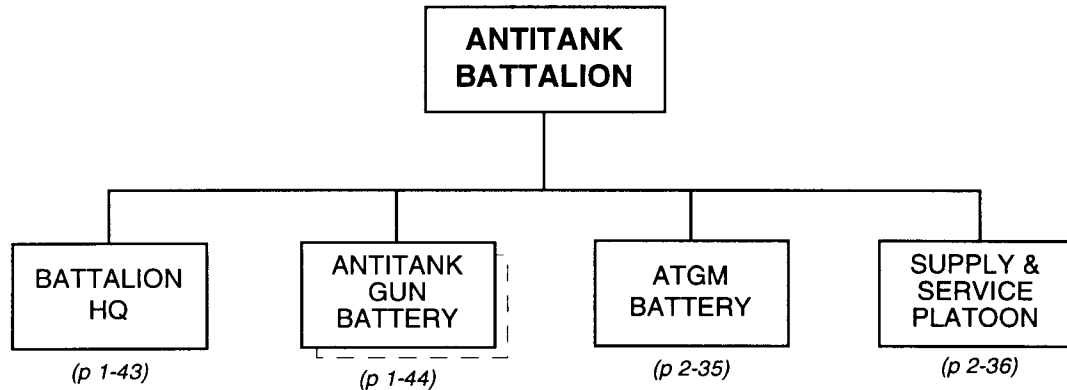 ANTITANK
BATTALION
BATTALION
HQ
(p 1-43)
ANTITANK
GUN
BATTERY
(p 1-44)
ATGM
BATTERY
(p 2-35)
SUPPLY &
SERVICE
PLATOON
(p 2-36)